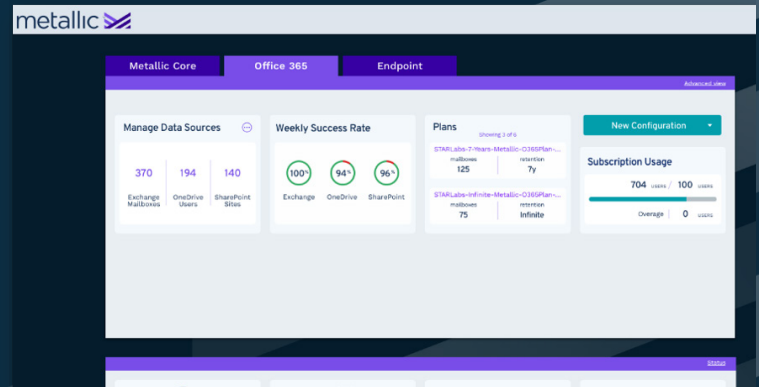 metallic
Metallic Core Office 365 Endpoint
Advanced view
Manage Data Sources
370 194 140
Exchange Mailboxes OneDrive Users SharePoint Sites
Weekly Success Rate
100% 94% 96%
Exchange OneDrive SharePoint
Plans
Showing 3 of 6
STARLabs-7-Years-Metallic-O365Plan-...
mailboxes retention
125 7y
STARLabs-Infinite-Metallic-O365Plan-...
mailboxes retention
75 Infinite
New Configuration
Subscription Usage
704 USERS / 100 USERS
Overage 0 USERS
Status